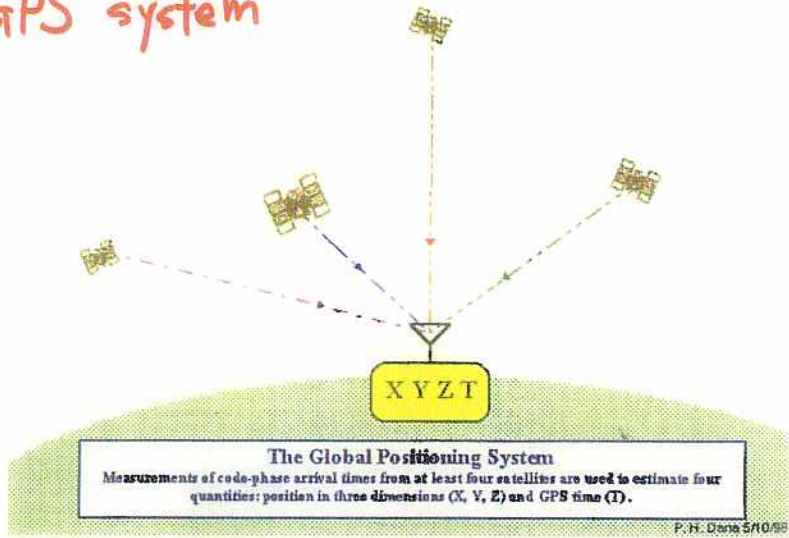 GPS system
X Y Z T
The Global Positioning System
Measurements of code-phase arrival times from at least four satellites are used to estimate four
quantities: position in three dimensions (X, Y, Z) and GPS time (T).
P. H. Dana 5/10/98